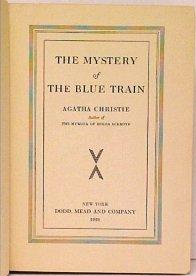 THE MYSTERY
of
THE BLUE TRAIN
AGATHA CHRISTIE
Author of
THE MURDER OF ROGER ACKROYD
NEW YORK
DODD, MEAD AND COMPANY
1928